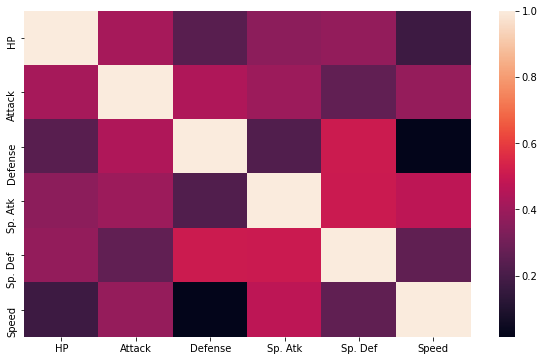 HP
Attack
Defense
Sp. Atk
Sp. Def
Speed
HP Attack Defense Sp. Atk Sp. Def Speed
1.0
0.8
0.6
0.4
0.2